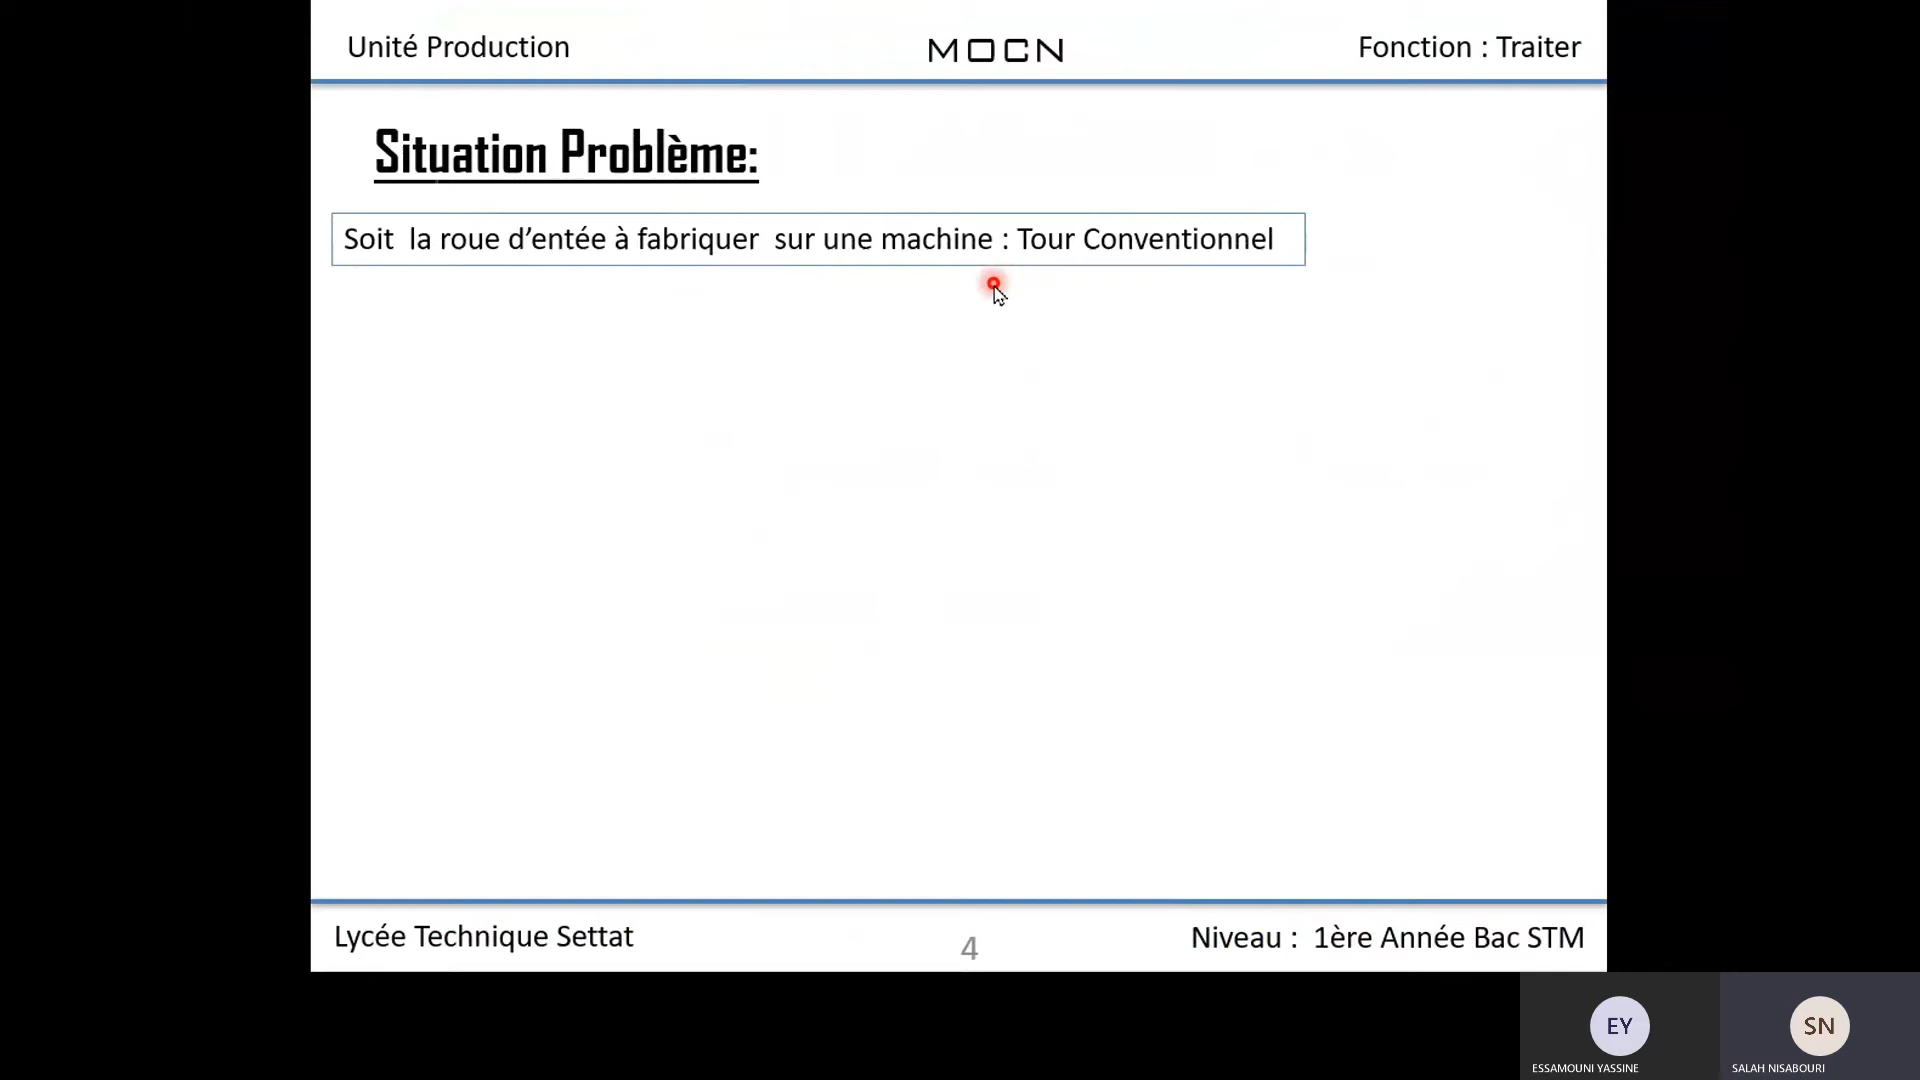 Unité Production
MOCN
Fonction : Traiter
Situation Problème:
Soit la roue d’entée à fabriquer sur une machine : Tour Conventionnel
Lycée Technique Settat
4
Niveau : 1ère Année Bac STM
EY
SN
ESSAMOUNI YASSINE
SALAH NISABOURI